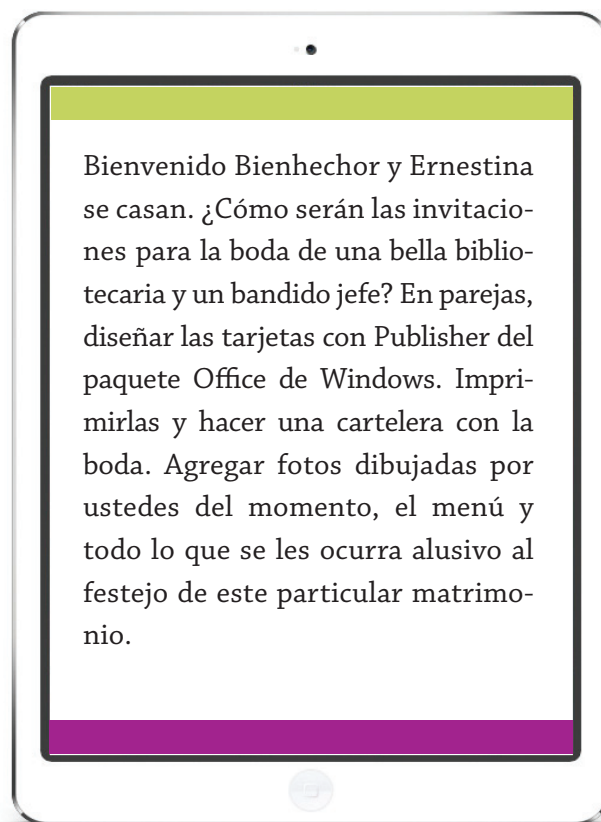 Bienvenido Bienhechor y Ernestina
se casan. ¿Cómo serán las invitacio-
nes para la boda de una bella biblio-
tecaria y un bandido jefe? En parejas,
diseñar las tarjetas con Publisher del
paquete Office de Windows. Impri-
mirlas y hacer una cartelera con la
boda. Agregar fotos dibujadas por
ustedes del momento, el menú y
todo lo que se les ocurra alusivo al
festejo de este particular matrimo-
nio.